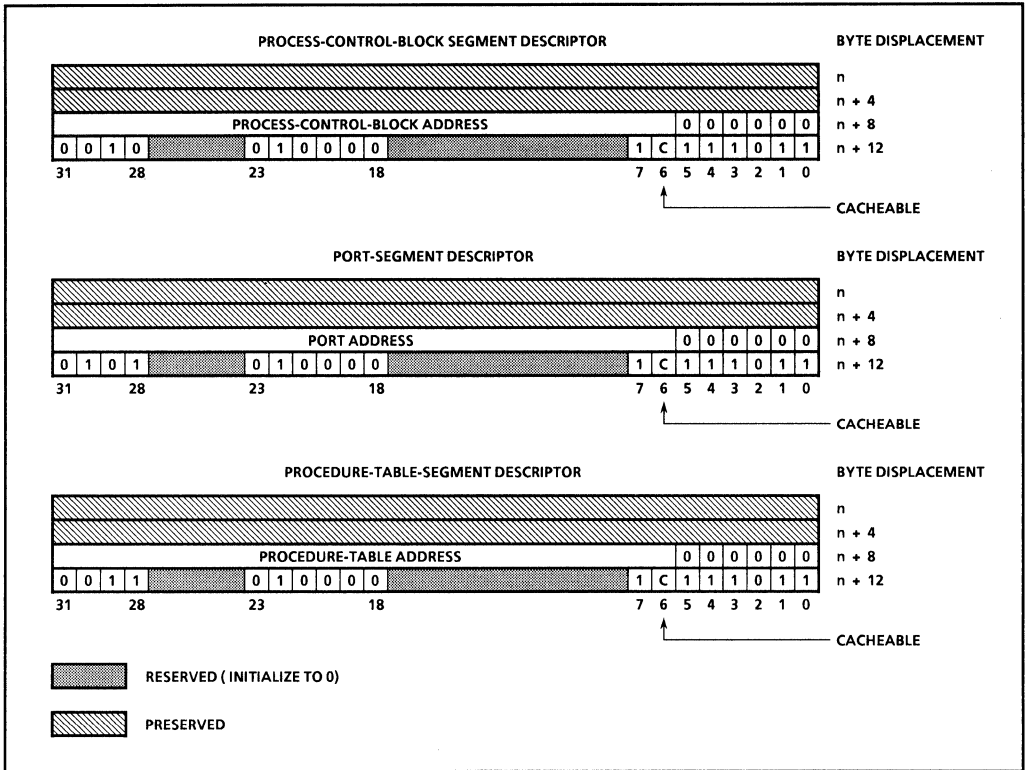 PROCESS-CONTROL-BLOCK SEGMENT DESCRIPTOR BYTE DISPLACEMENT
n
n + 4
PROCESS-CONTROL-BLOCK ADDRESS 0 0 0 0 0 0 n + 8
0 0 1 0 0 1 0 0 0 0 1 C 1 1 1 0 1 1 n + 12
31 28 23 18 7 6 5 4 3 2 1 0
CACHEABLE
PORT-SEGMENT DESCRIPTOR BYTE DISPLACEMENT
n
n + 4
PORT ADDRESS 0 0 0 0 0 0 n + 8
0 1 0 1 0 1 0 0 0 0 1 C 1 1 1 0 1 1 n + 12
31 28 23 18 7 6 5 4 3 2 1 0
CACHEABLE
PROCEDURE-TABLE-SEGMENT DESCRIPTOR BYTE DISPLACEMENT
n
n + 4
PROCEDURE-TABLE ADDRESS 0 0 0 0 0 0 n + 8
0 0 1 1 0 1 0 0 0 0 1 C 1 1 1 0 1 1 n + 12
31 28 23 18 7 6 5 4 3 2 1 0
CACHEABLE
RESERVED ( INITIALIZE TO 0)
PRESERVED